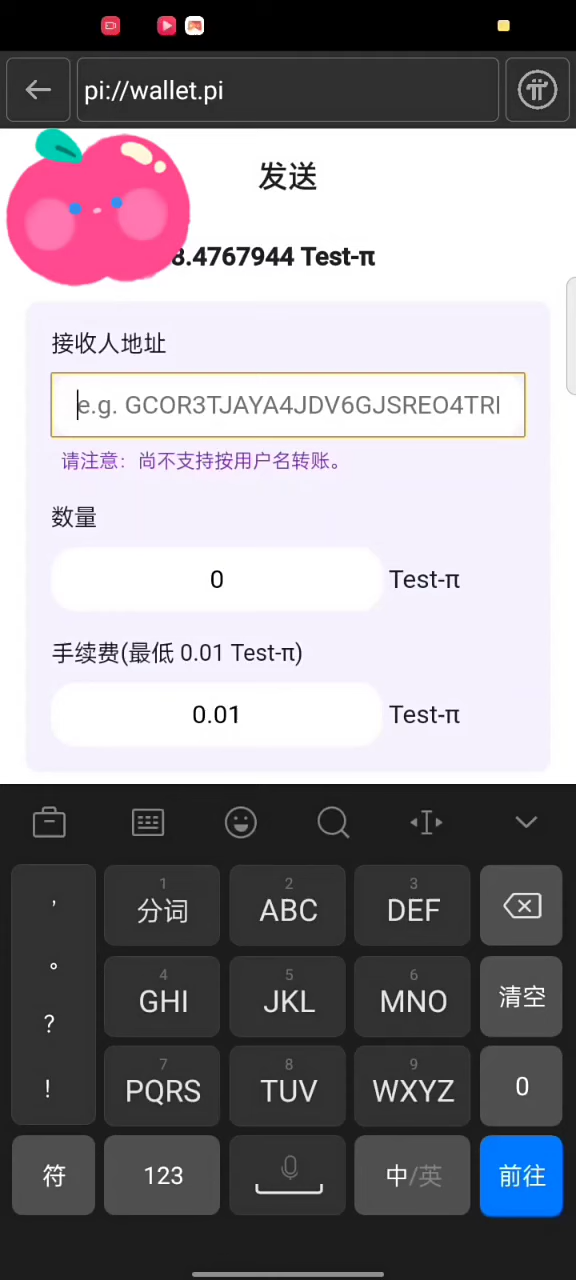 pi://wallet.pi
发送
8.4767944 Test-π
接收人地址
e.g. GCOR3TJAYA4JDV6GJSREO4TRI
请注意：尚不支持按用户名转账。
数量
0 Test-π
手续费(最低 0.01 Test-π)
0.01 Test-π
,
。
?
!
1
分词
2
ABC
3
DEF
4
GHI
5
JKL
6
MNO
清空
7
PQRS
8
TUV
9
WXYZ
0
符
123
中/英
前往